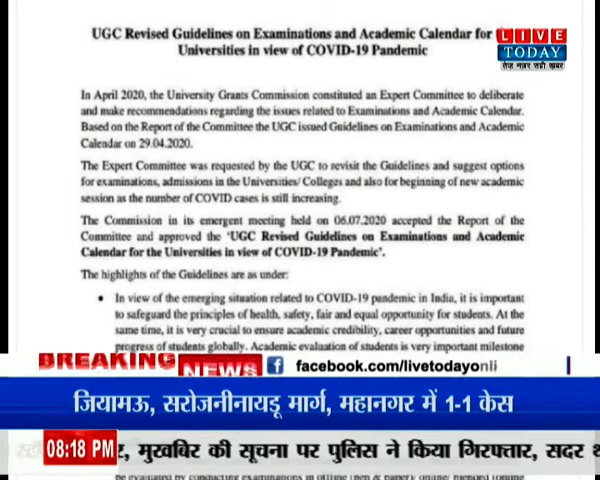 UGC Revised Guidelines on Examinations and Academic Calendar for
Universities in view of COVID-19 Pandemic
LIVE
TODAY
तेज़ नज़र सही ख़बर
In April 2020, the University Grants Commission constituted an Expert Committee to deliberate
and make recommendations regarding the issues related to Examinations and Academic Calendar.
Based on the Report of the Committee the UGC issued Guidelines on Examinations and Academic
Calendar on 29.04.2020.
The Expert Committee was requested by the UGC to revisit the Guidelines and suggest options
for examinations, admissions in the Universities/ Colleges and also for beginning of new academic
session as the number of COVID cases is still increasing.
The Commission in its emergent meeting held on 06.07.2020 accepted the Report of the
Committee and approved the 'UGC Revised Guidelines on Examinations and Academic
Calendar for the Universities in view of COVID-19 Pandemic'.
The highlights of the Guidelines are as under:
• In view of the emerging situation related to COVID-19 pandemic in India, it is important
to safeguard the principles of health, safety, fair and equal opportunity for students. At the
same time, it is very crucial to ensure academic credibility, career opportunities and future
progress of students globally. Academic evaluation of students is very important milestone
BREAKING NEWS
facebook.com/livetodayonli
जियामऊ, सरोजनीनायडू मार्ग, महानगर में 1-1 केस
08:18 PM
र, मुखबिर की सूचना पर पुलिस ने किया गिरफ्तार, सदर